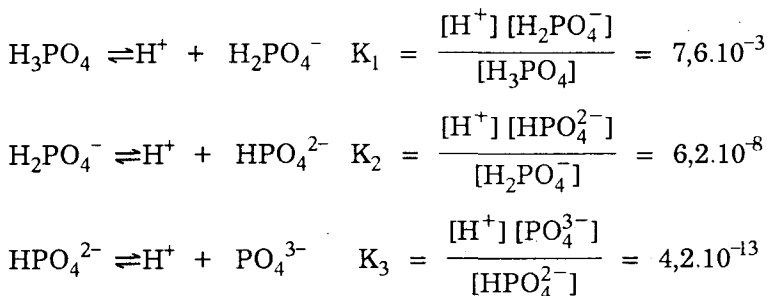 H₃PO₄ ⇌H⁺ + H₂PO₄⁻ K₁ = [H⁺] [H₂PO₄⁻] / [H₃PO₄] = 7,6.10⁻³
H₂PO₄⁻ ⇌H⁺ + HPO₄²⁻ K₂ = [H⁺] [HPO₄²⁻] / [H₂PO₄⁻] = 6,2.10⁻⁸
HPO₄²⁻ ⇌H⁺ + PO₄³⁻ K₃ = [H⁺] [PO₄³⁻] / [HPO₄²⁻] = 4,2.10⁻¹³